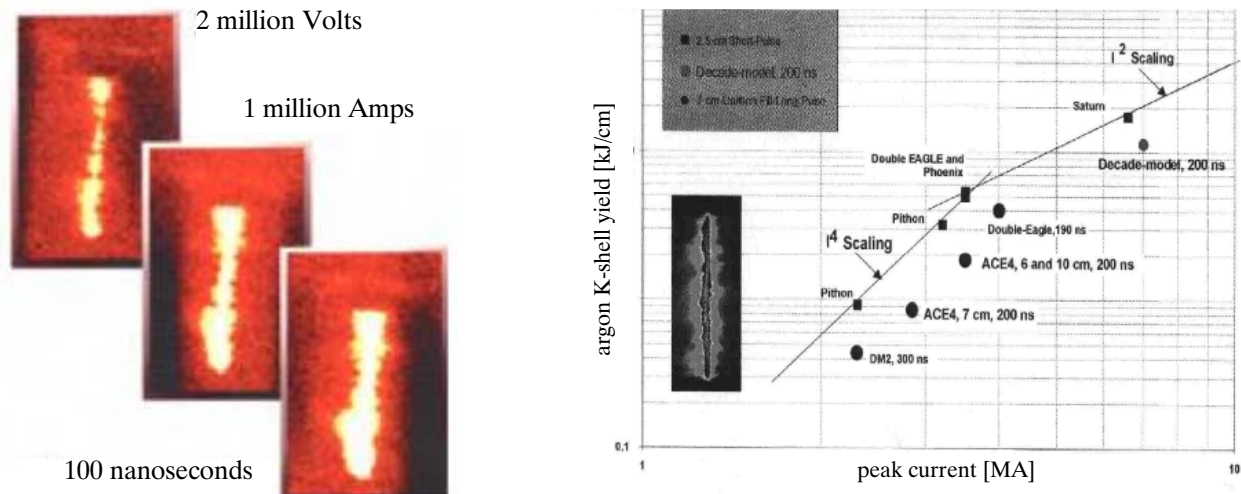 2 million Volts
1 million Amps
100 nanoseconds
argon K-shell yield [kJ/cm]
2.5 cm Short-Pulse
Decade-model, 200 ns
I 2 Scaling
Saturn
Decade-model, 200 ns
Double EAGLE and
Phoenix
Pithon
Double-Eagle,190 ns
I4 Scaling
ACE4, 6 and 10 cm, 200 ns
Pithon
ACE4, 7 cm, 200 ns
DM2, 300 ns
0.1
1
peak current [MA]
10